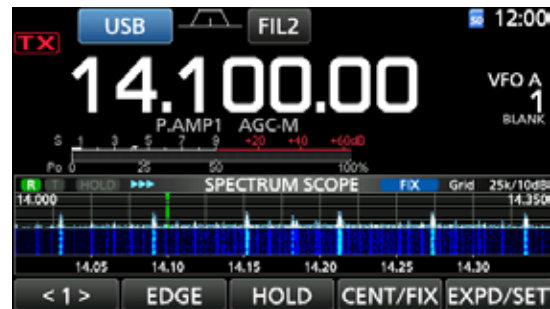 USB FIL2 SD 12:00
TX
14.100.00
VFO A
1
P.AMP1 AGC-M BLANK
S 1 3 5 7 9 +20 +40 +60dB
Po 0 25 50 100%
R T HOLD SPECTRUM SCOPE FIX Grid 25k/10dB
14.000 14.350
14.05 14.10 14.15 14.20 14.25 14.30
< 1 > EDGE HOLD CENT/FIX EXPD/SET